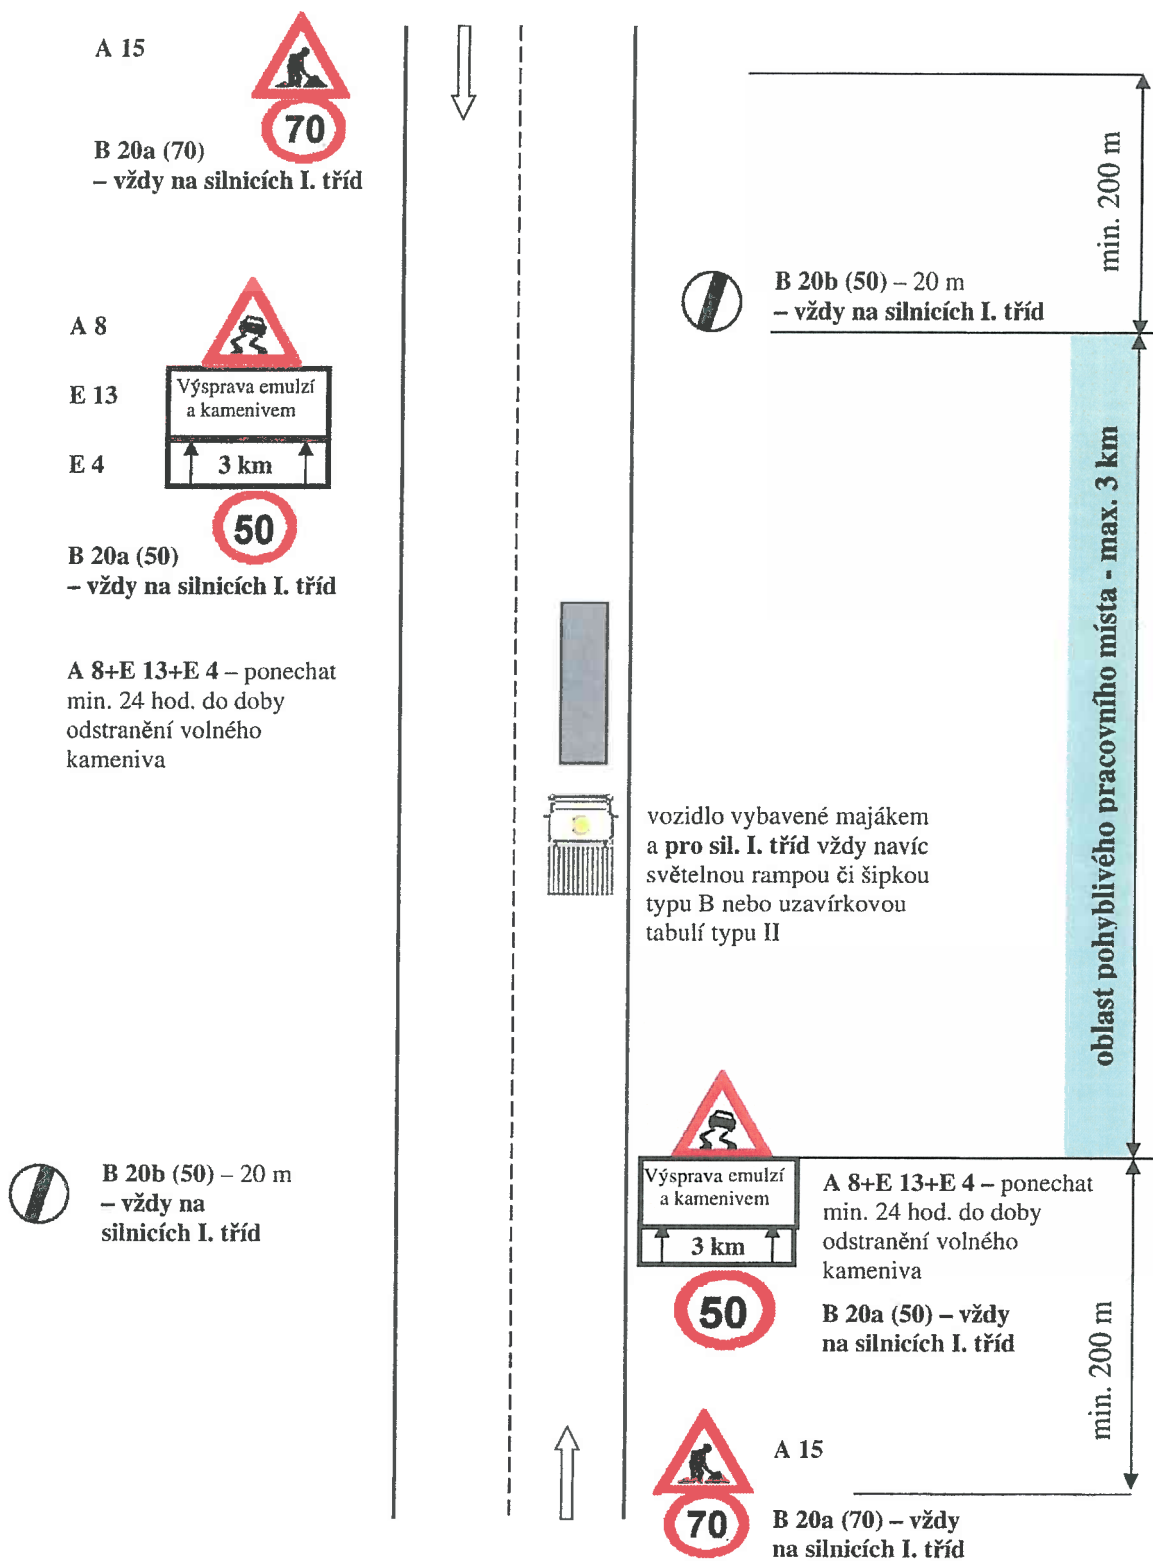 A 15
70
B 20a (70)
– vždy na silnicích I. tříd
min. 200 m
B 20b (50) – 20 m
– vždy na silnicích I. tříd
A 8
E 13
Výsprava emulzí
a kamenivem
E 4
3 km
50
B 20a (50)
– vždy na silnicích I. tříd
A 8+E 13+E 4 – ponechat
min. 24 hod. do doby
odstranění volného
kameniva
oblast pohyblivého pracovního místa - max. 3 km
vozidlo vybavené majákem
a pro sil. I. tříd vždy navíc
světelnou rampou či šipkou
typu B nebo uzavírkovou
tabulí typu II
B 20b (50) – 20 m
– vždy na
silnicích I. tříd
Výsprava emulzí
a kamenivem
3 km
50
A 8+E 13+E 4 – ponechat
min. 24 hod. do doby
odstranění volného
kameniva
B 20a (50) – vždy
na silnicích I. tříd
min. 200 m
A 15
70
B 20a (70) – vždy
na silnicích I. tříd